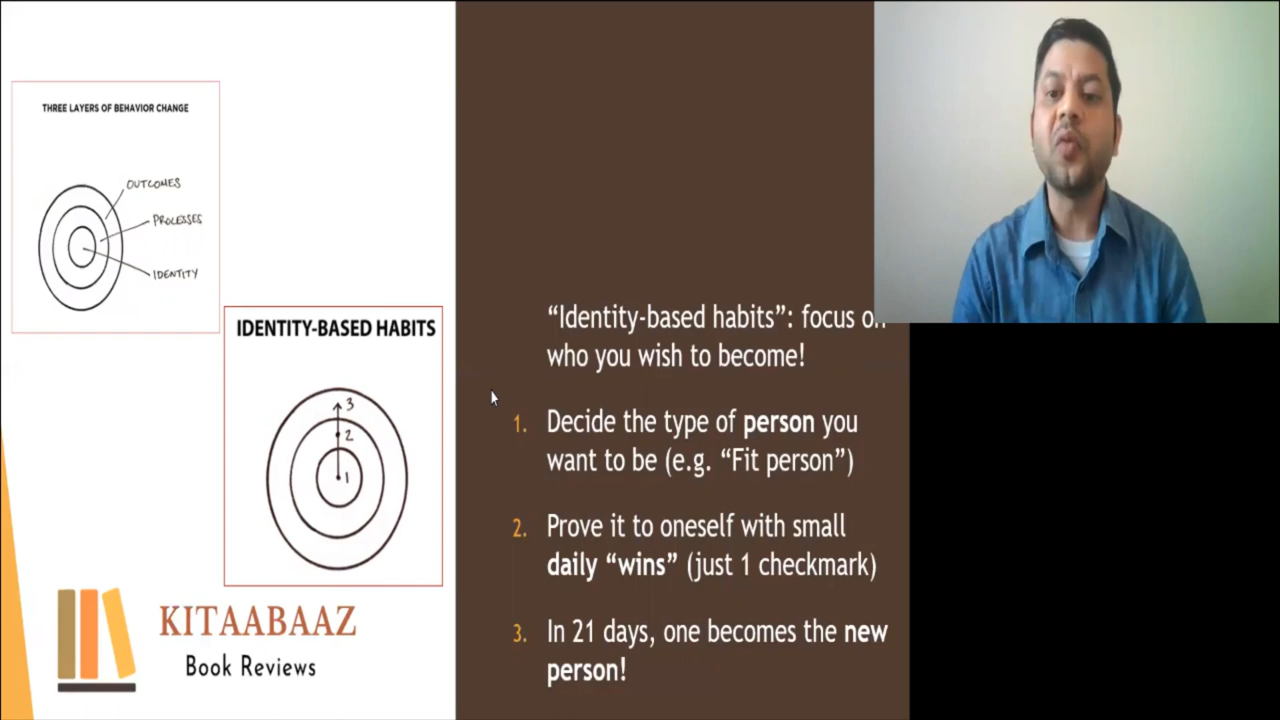 THREE LAYERS OF BEHAVIOR CHANGE
OUTCOMES
PROCESSES
IDENTITY
IDENTITY-BASED HABITS
3
2
1
KITAABAAZ
Book Reviews
“Identity-based habits”: focus on
who you wish to become!
1. Decide the type of person you
want to be (e.g. “Fit person”)
2. Prove it to oneself with small
daily “wins” (just 1 checkmark)
3. In 21 days, one becomes the new
person!